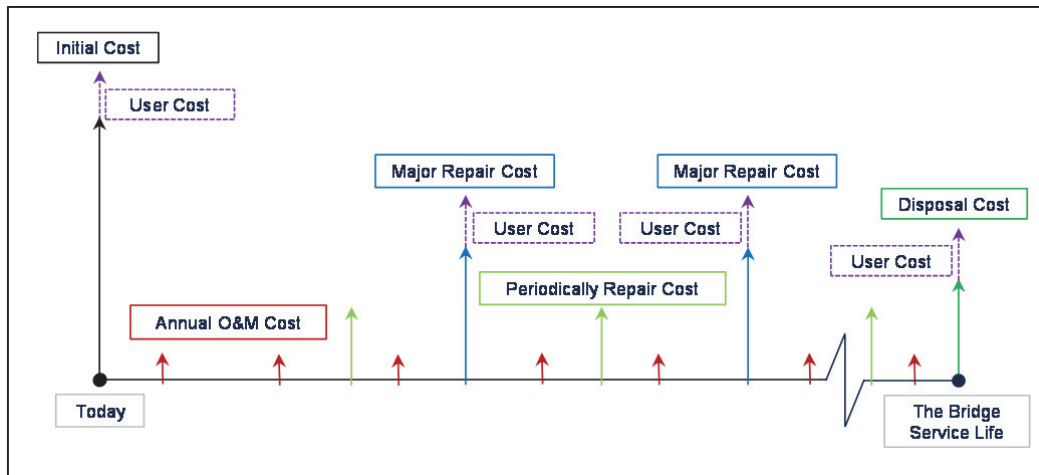 Initial Cost
User Cost
Major Repair Cost
Major Repair Cost
User Cost
User Cost
Disposal Cost
User Cost
Periodically Repair Cost
Annual O&M Cost
Today
The Bridge
Service Life